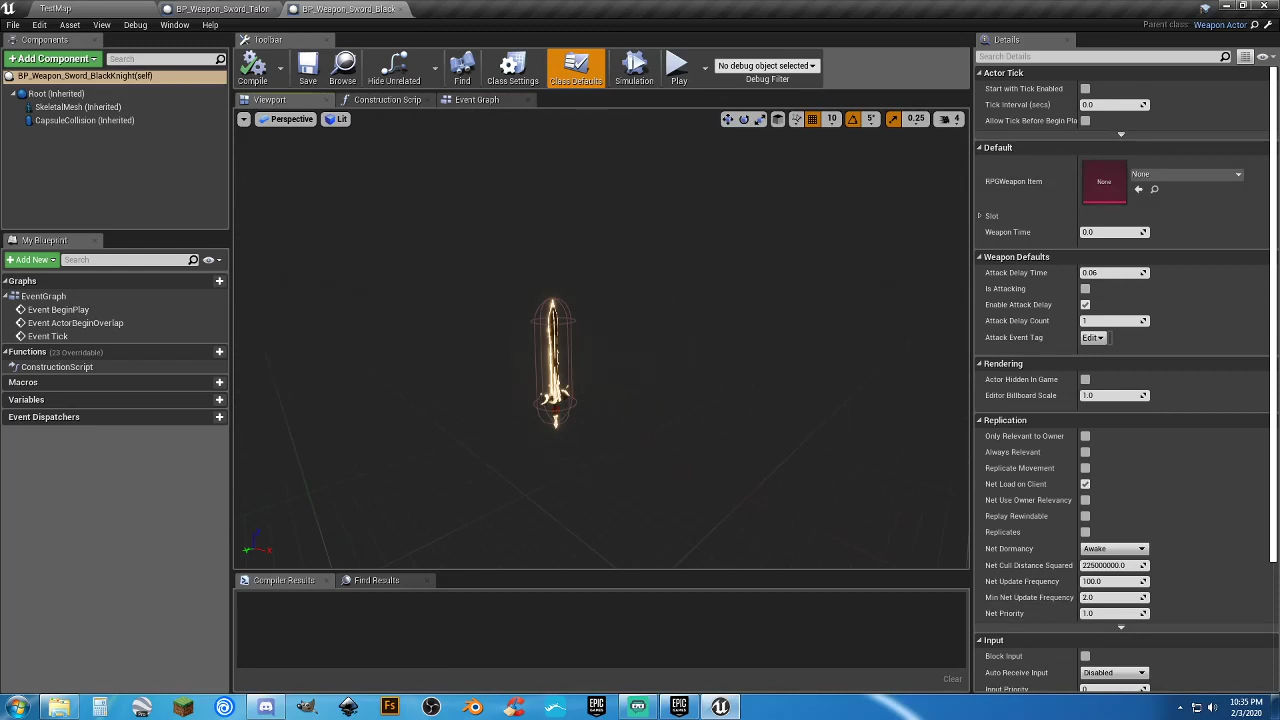 TestMap
BP_Weapon_Sword_Talon
BP_Weapon_Sword_Black
File
Edit
Asset
View
Debug
Window
Help
Parent class: Weapon Actor
Components
Toolbar
Details
+ Add Component
Search
BP_Weapon_Sword_BlackKnight(self)
Root (Inherited)
SkeletalMesh (Inherited)
CapsuleCollision (Inherited)
Compile
Save
Browse
Hide Unrelated
Find
Class Settings
Class Defaults
Simulation
Play
No debug object selected
Debug Filter
Viewport
Construction Scrip
Event Graph
Perspective
Lit
10
5°
0.25
4
My Blueprint
+ Add New
Search
Graphs
EventGraph
Event BeginPlay
Event ActorBeginOverlap
Event Tick
Functions (23 Overridable)
ConstructionScript
Macros
Variables
Event Dispatchers
Compiler Results
Find Results
Clear
Search Details
Actor Tick
Start with Tick Enabled
Tick Interval (secs) 0.0
Allow Tick Before Begin Pla
Default
RPGWeapon Item
None
None
Slot
Weapon Time 0.0
Weapon Defaults
Attack Delay Time 0.06
Is Attacking
Enable Attack Delay
Attack Delay Count 1
Attack Event Tag Edit
Rendering
Actor Hidden In Game
Editor Billboard Scale 1.0
Replication
Only Relevant to Owner
Always Relevant
Replicate Movement
Net Load on Client
Net Use Owner Relevancy
Replay Rewindable
Replicates
Net Dormancy Awake
Net Cull Distance Squared 225000000.0
Net Update Frequency 100.0
Min Net Update Frequency 2.0
Net Priority 1.0
Input
Block Input
Auto Receive Input Disabled
Input Priority 0
Fs
EPIC GAMES
EPIC GAMES
10:35 PM
2/3/2020